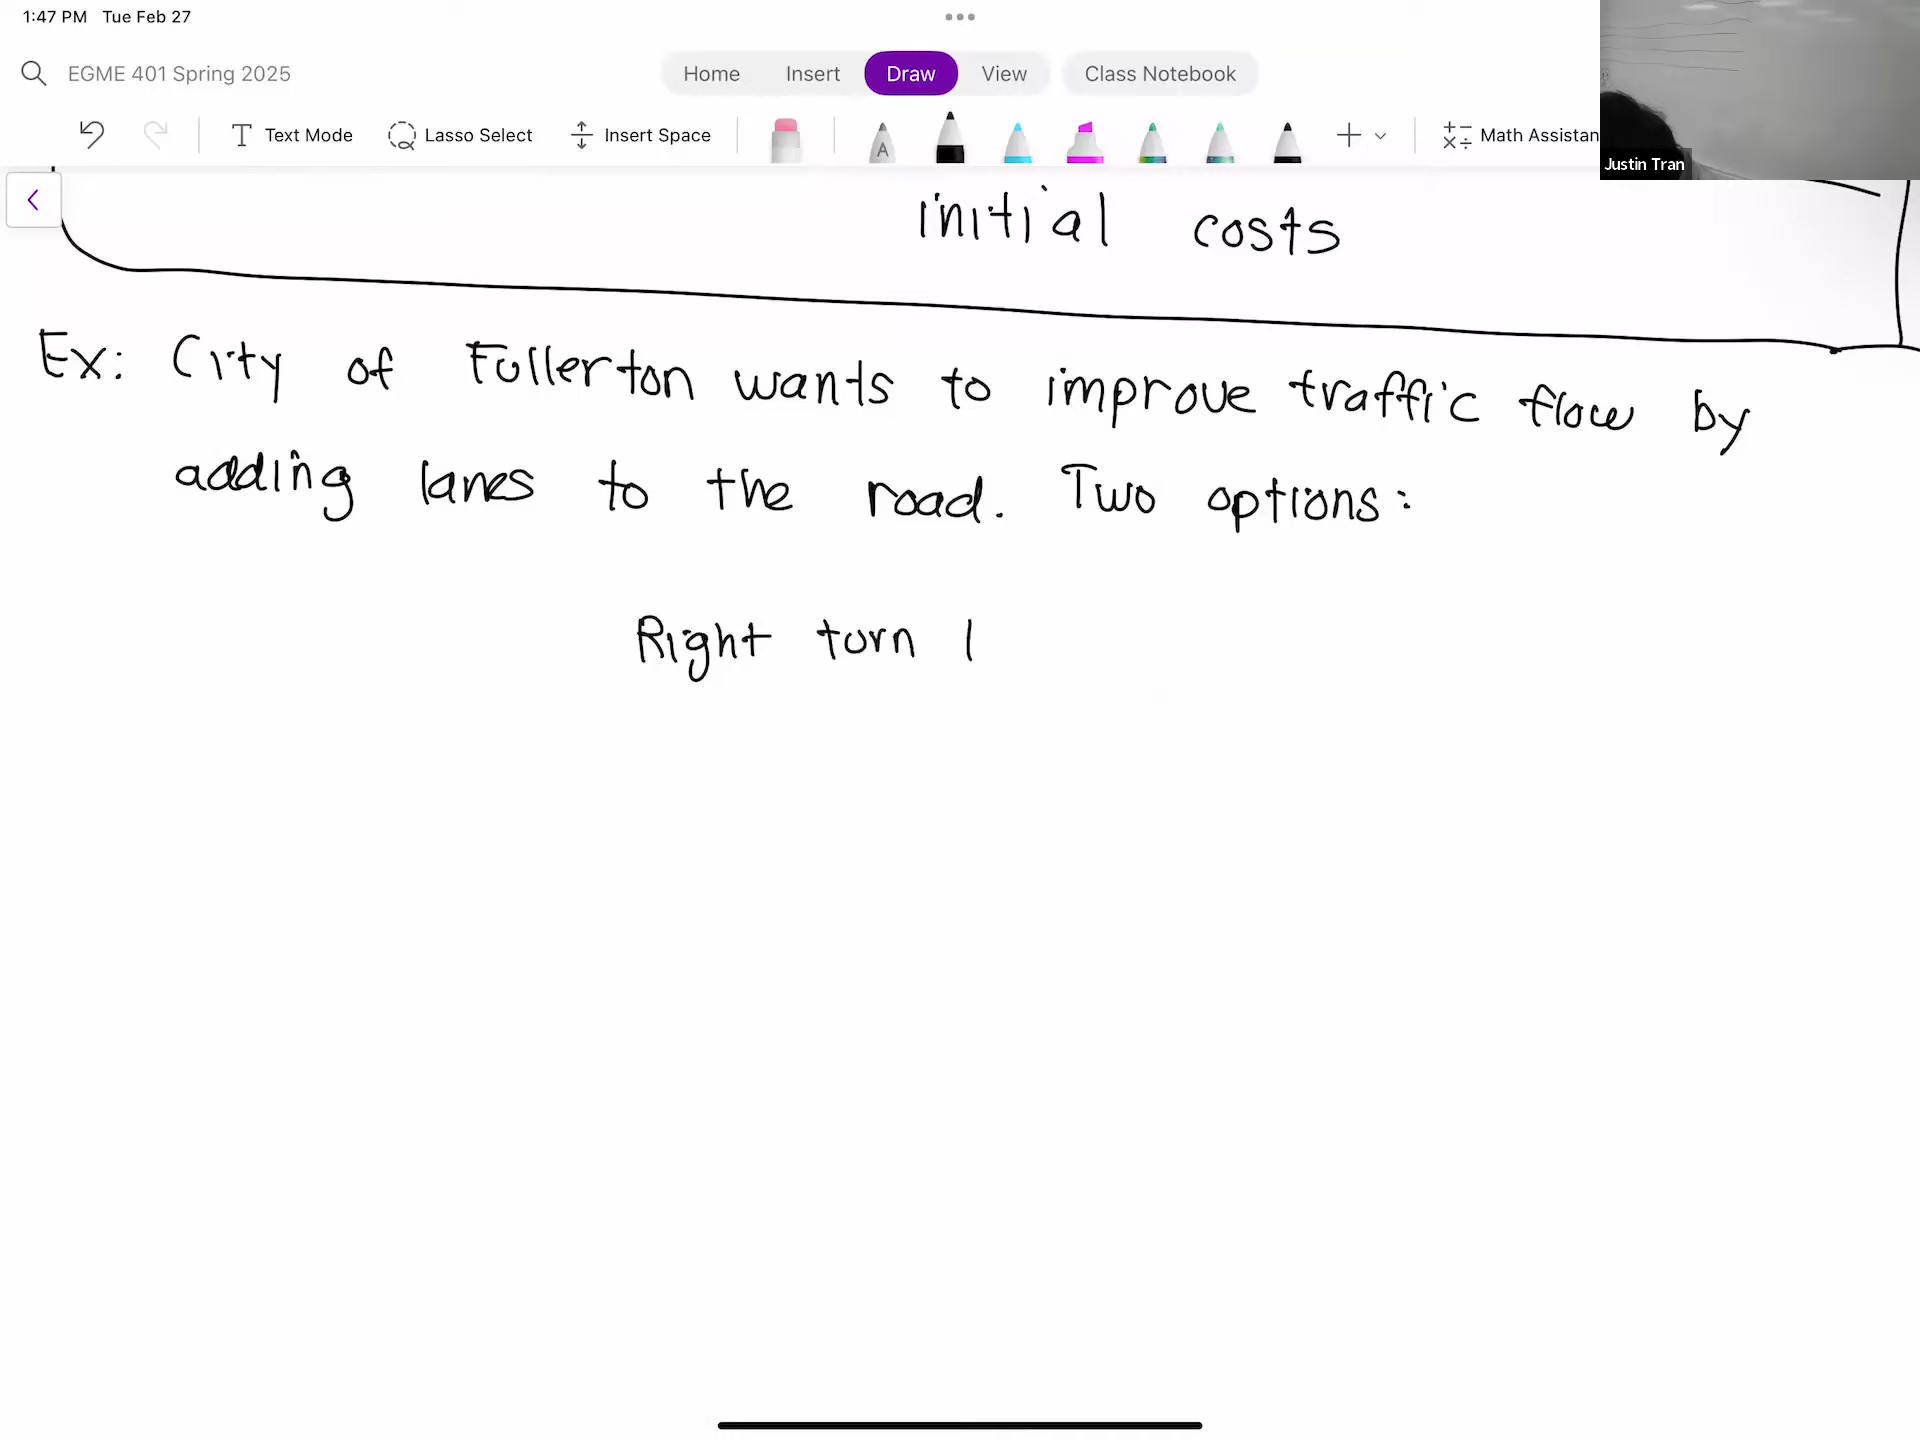 1:47 PM Tue Feb 27
EGME 401 Spring 2025
Home Insert Draw View Class Notebook
Text Mode Lasso Select Insert Space A Math Assistan
Justin Tran
initial costs
Ex: City of Fullerton wants to improve traffic flow by
adding lanes to the road. Two options:
Right turn l